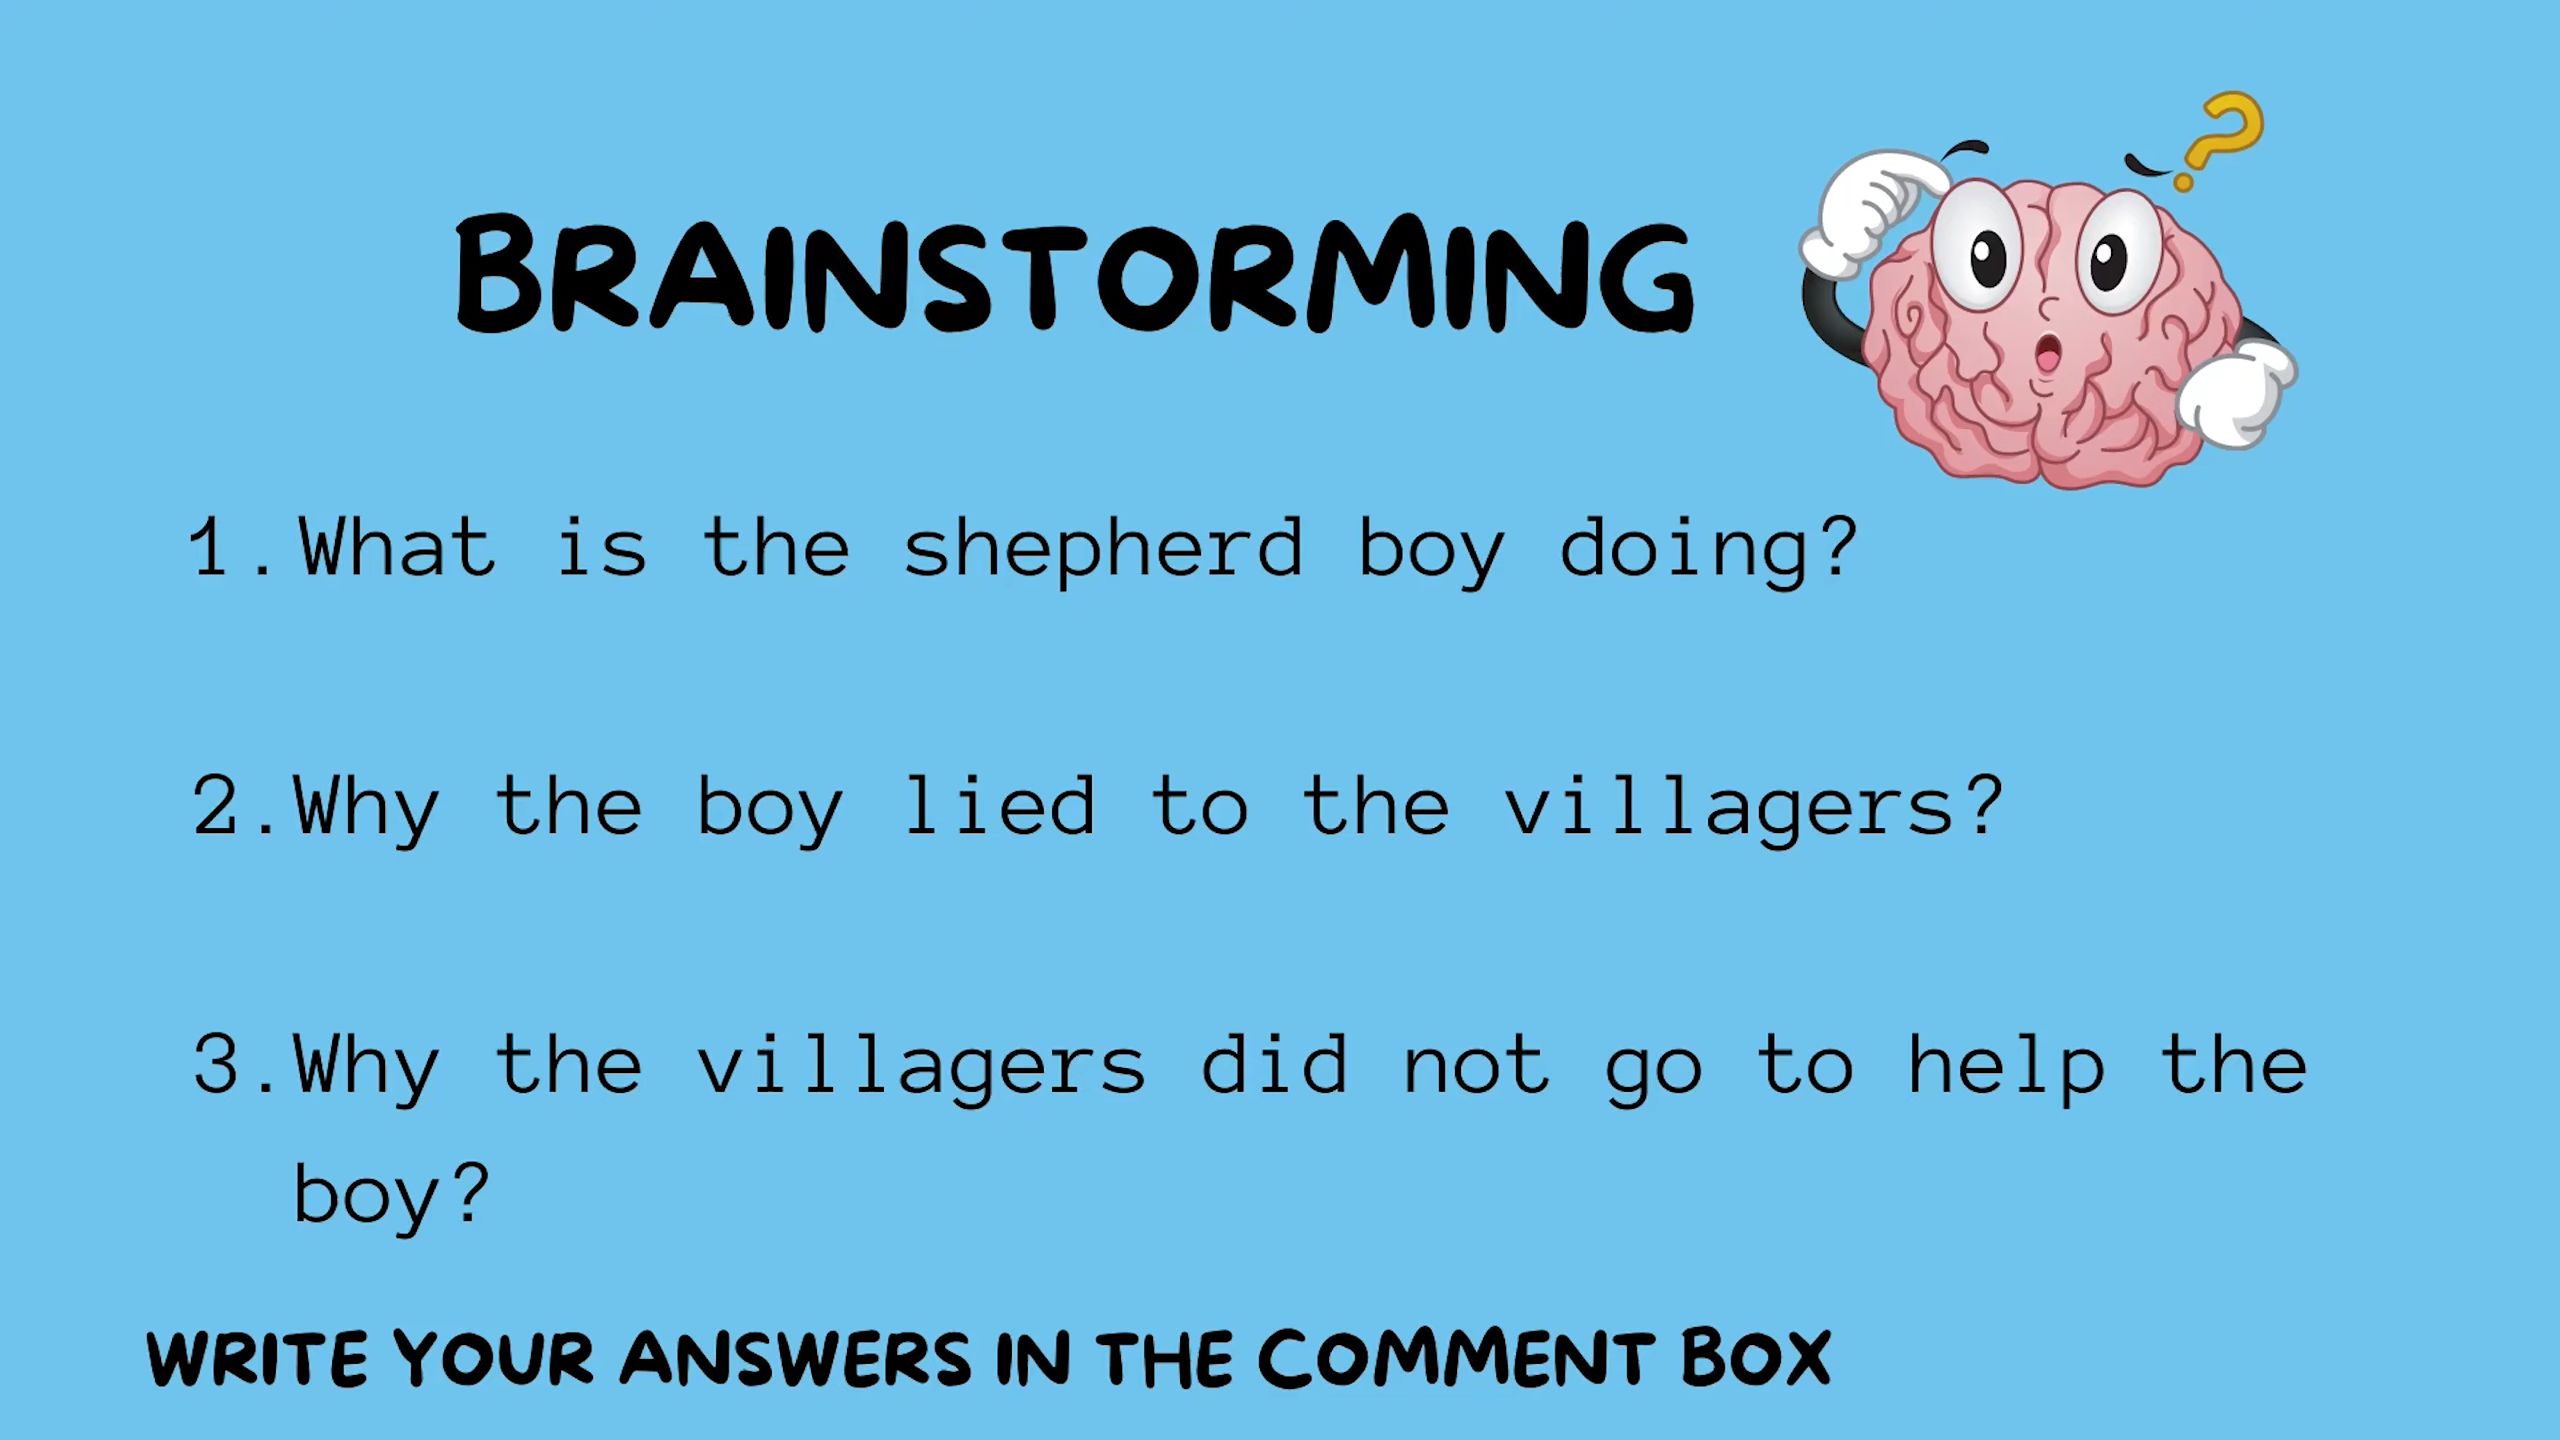 BRAINSTORMING
?
1.What is the shepherd boy doing?
2.Why the boy lied to the villagers?
3.Why the villagers did not go to help the
boy?
WRITE YOUR ANSWERS IN THE COMMENT BOX